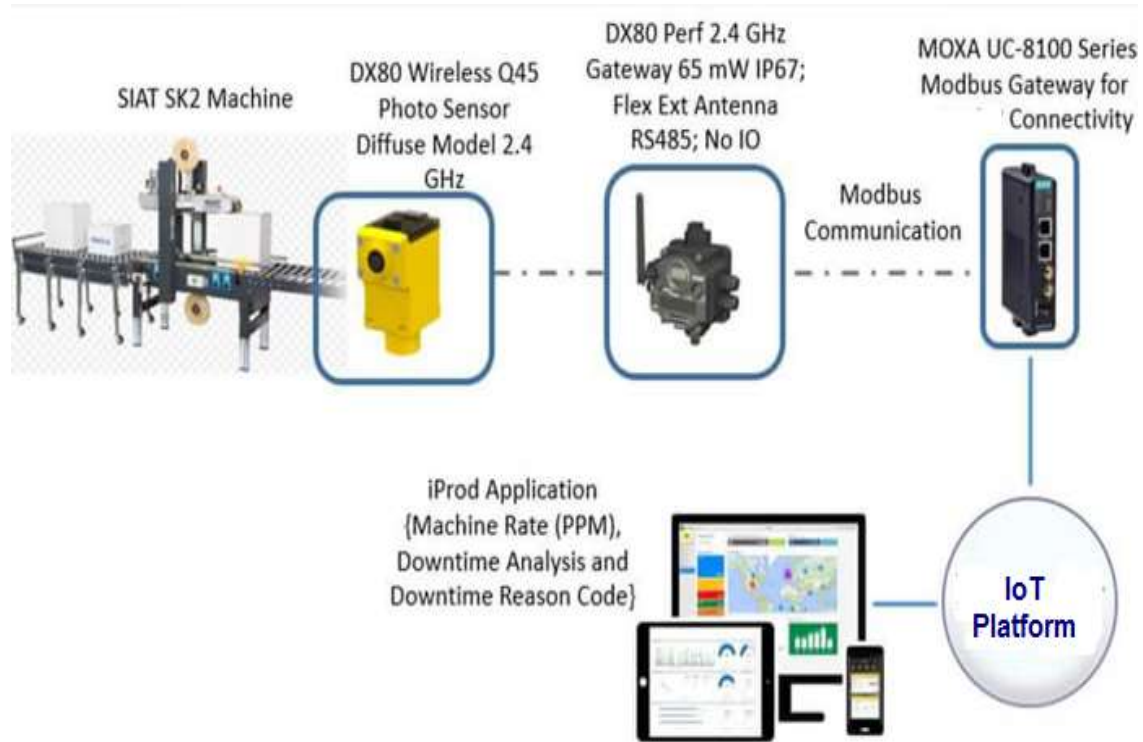 SIAT SK2 Machine
DX80 Wireless Q45
Photo Sensor
Diffuse Model 2.4
GHz
DX80 Perf 2.4 GHz
Gateway 65 mW IP67;
Flex Ext Antenna
RS485; No IO
Modbus
Communication
MOXA UC-8100 Series
Modbus Gateway for
Connectivity
iProd Application
{Machine Rate (PPM),
Downtime Analysis and
Downtime Reason Code}
IoT
Platform